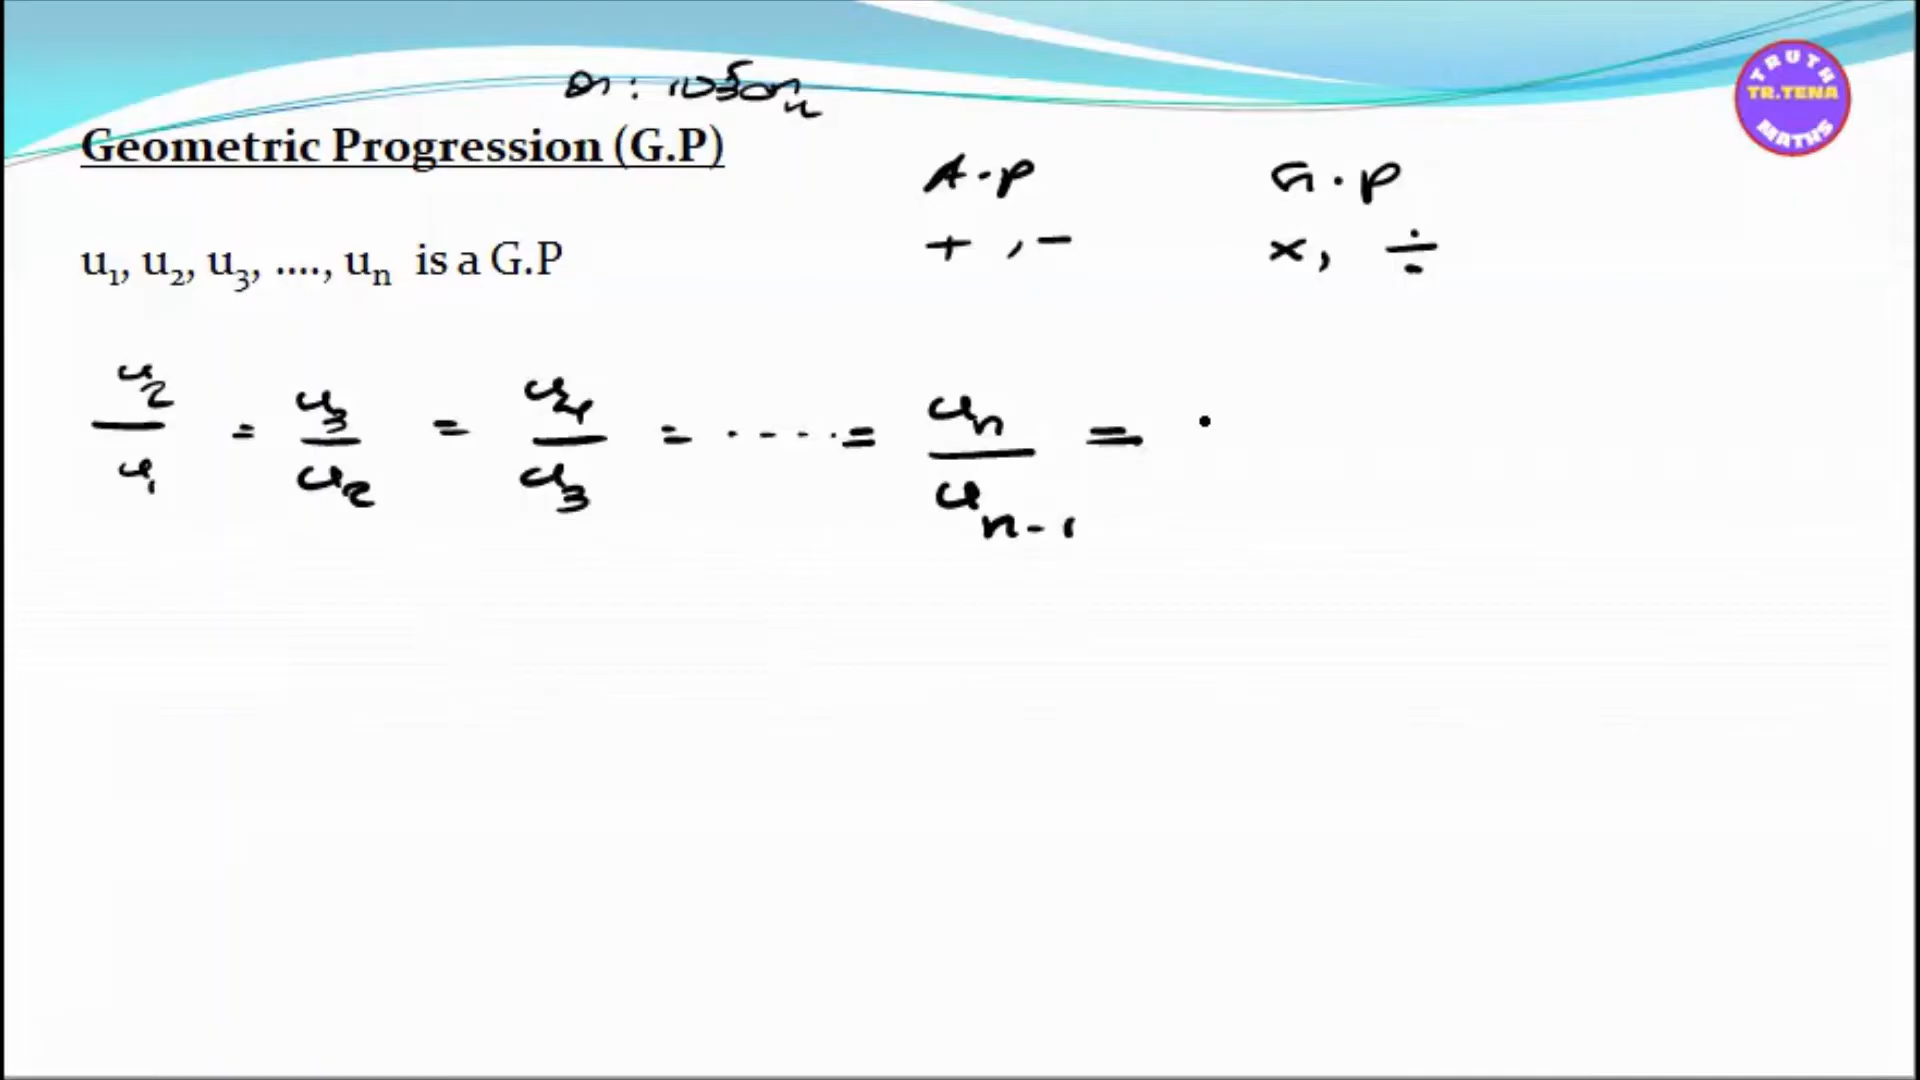 Geometric Progression (G.P)
A.P G.P
+ , - ×, ÷
u₁, u₂, u₃, ...., uₙ is a G.P
u₂/u₁ = u₃/u₂ = u₄/u₃ = ..... = uₙ/uₙ₋₁ =
TRUTH
TR.TENA
MATHS